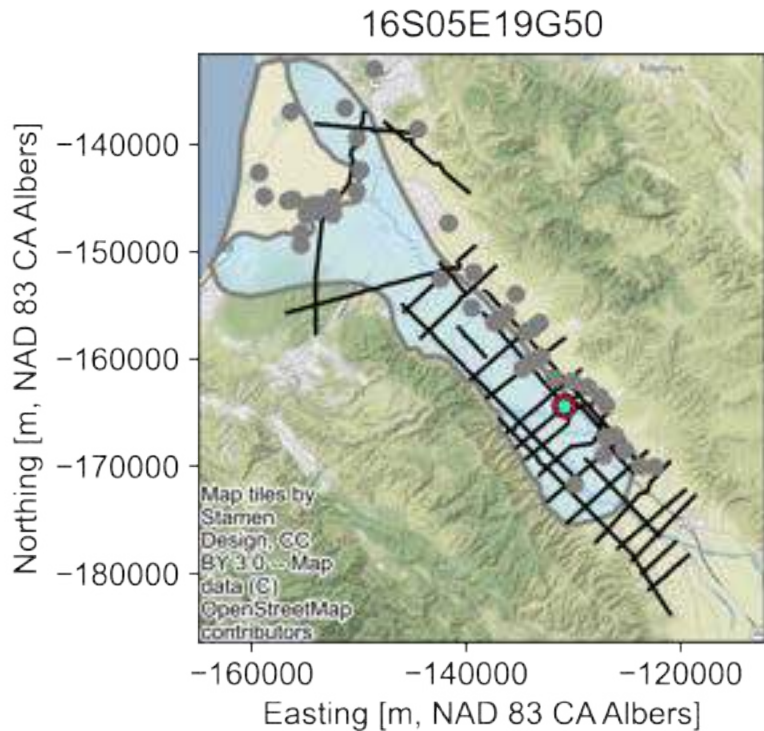 16S05E19G50
Northing [m, NAD 83 CA Albers]
−140000
−150000
−160000
−170000
−180000
Map tiles by
Stamen
Design, CC
BY 3.0 -- Map
data (C)
OpenStreetMap
contributors
−160000
−140000
−120000
Easting [m, NAD 83 CA Albers]